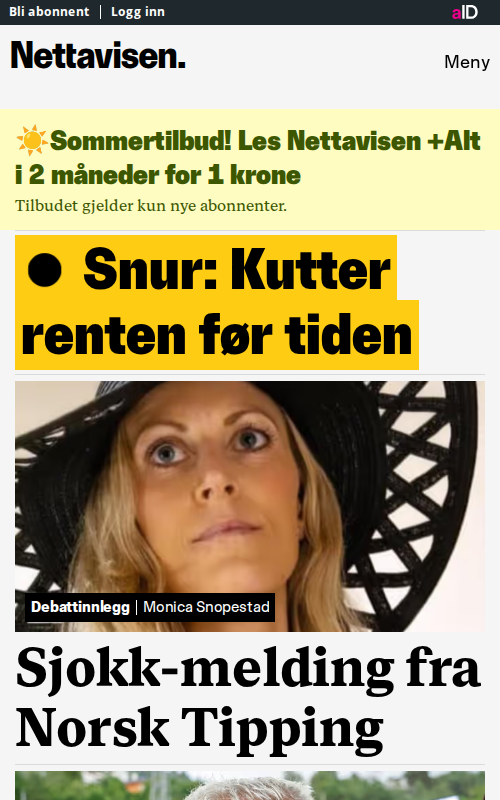 Bli abonnent | Logg inn
aID
Nettavisen.
Meny
☀️Sommertilbud! Les Nettavisen +Alt
i 2 måneder for 1 krone
Tilbudet gjelder kun nye abonnenter.
● Snur: Kutter
renten før tiden
Debattinnlegg | Monica Snopestad
Sjokk-melding fra
Norsk Tipping